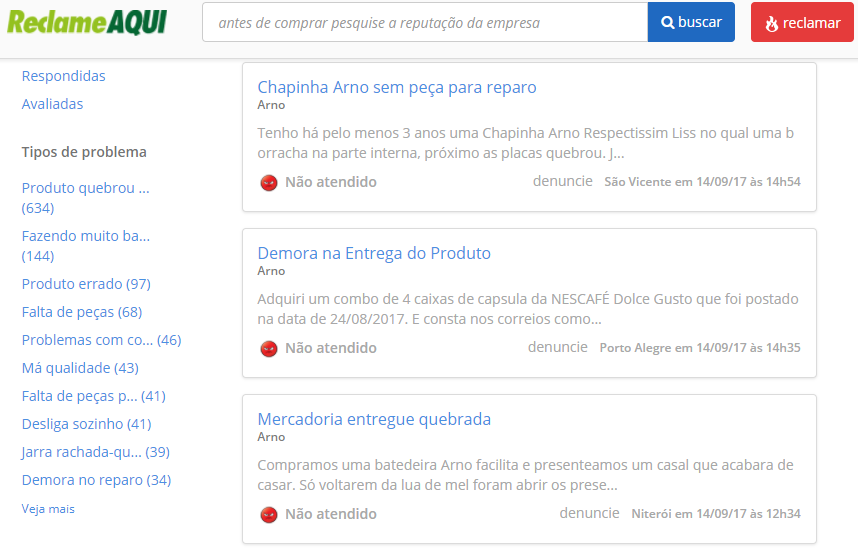 ReclameAQUI
antes de comprar pesquise a reputação da empresa
buscar
reclamar
Respondidas
Avaliadas
Tipos de problema
Produto quebrou ...
(634)
Fazendo muito ba...
(144)
Produto errado (97)
Falta de peças (68)
Problemas com co... (46)
Má qualidade (43)
Falta de peças p... (41)
Desliga sozinho (41)
Jarra rachada-qu... (39)
Demora no reparo (34)
Veja mais
Chapinha Arno sem peça para reparo
Arno
Tenho há pelo menos 3 anos uma Chapinha Arno Respectissim Liss no qual uma b
orracha na parte interna, próximo as placas quebrou. J...
Não atendido
denuncie São Vicente em 14/09/17 às 14h54
Demora na Entrega do Produto
Arno
Adquiri um combo de 4 caixas de capsula da NESCAFÉ Dolce Gusto que foi postado
na data de 24/08/2017. E consta nos correios como...
Não atendido
denuncie Porto Alegre em 14/09/17 às 14h35
Mercadoria entregue quebrada
Arno
Compramos uma batedeira Arno facilita e presenteamos um casal que acabara de
casar. Só voltarem da lua de mel foram abrir os prese...
Não atendido
denuncie Niterói em 14/09/17 às 12h34